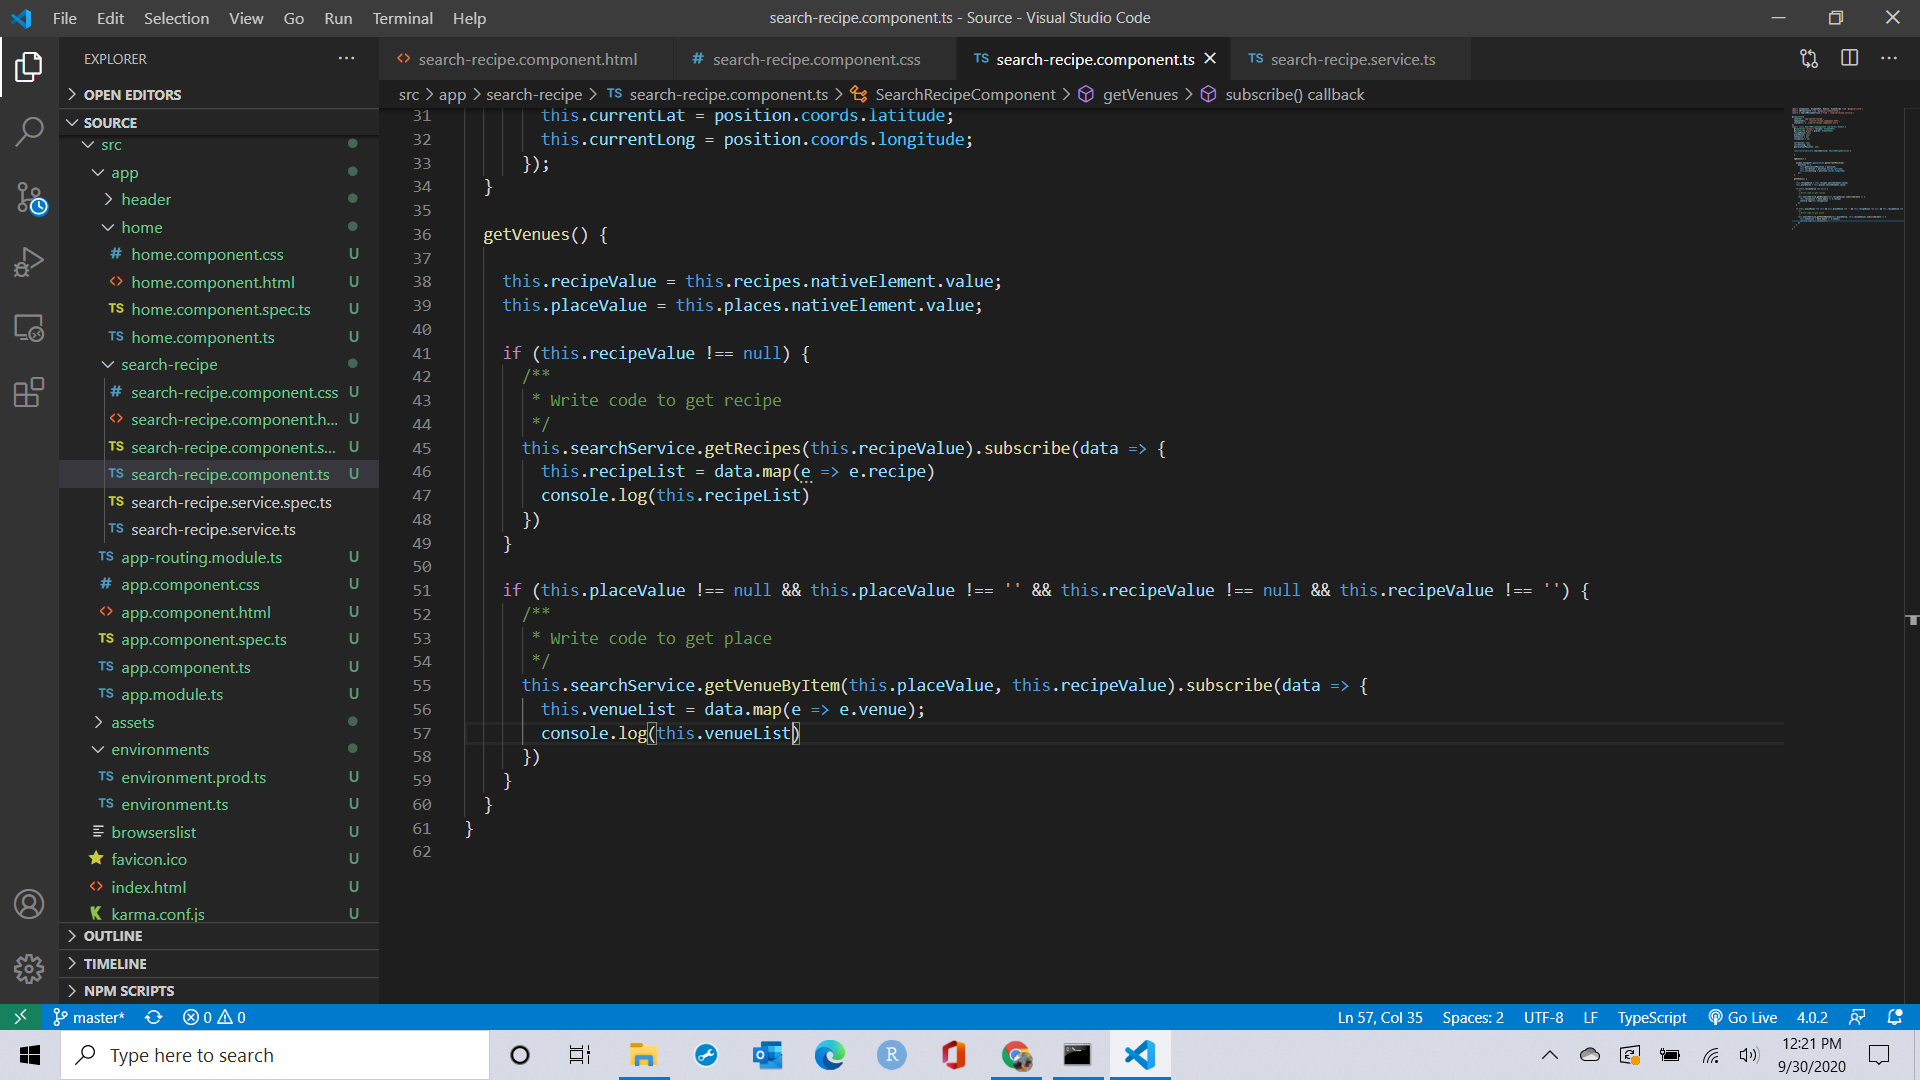 File Edit Selection View Go Run Terminal Help
search-recipe.component.ts - Source - Visual Studio Code
EXPLORER
OPEN EDITORS
SOURCE
src
app
header
home
# home.component.css U
<> home.component.html U
TS home.component.spec.ts U
TS home.component.ts U
search-recipe
# search-recipe.component.css U
<> search-recipe.component.h... U
TS search-recipe.component.s... U
TS search-recipe.component.ts U
TS search-recipe.service.spec.ts
TS search-recipe.service.ts
TS app-routing.module.ts U
# app.component.css U
<> app.component.html U
TS app.component.spec.ts U
TS app.component.ts U
TS app.module.ts U
assets
environments
TS environment.prod.ts U
TS environment.ts U
browserslist U
favicon.ico U
<> index.html U
karma.conf.js U
OUTLINE
TIMELINE
NPM SCRIPTS
<> search-recipe.component.html
# search-recipe.component.css
TS search-recipe.component.ts
TS search-recipe.service.ts
src > app > search-recipe > TS search-recipe.component.ts > SearchRecipeComponent > getVenues > subscribe() callback
31 this.currentLat = position.coords.latitude;
32 this.currentLong = position.coords.longitude;
33 });
34 }
35
36 getVenues() {
37
38 this.recipeValue = this.recipes.nativeElement.value;
39 this.placeValue = this.places.nativeElement.value;
40
41 if (this.recipeValue !== null) {
42 /**
43 * Write code to get recipe
44 */
45 this.searchService.getRecipes(this.recipeValue).subscribe(data => {
46 this.recipeList = data.map(e => e.recipe)
47 console.log(this.recipeList)
48 })
49 }
50
51 if (this.placeValue !== null && this.placeValue !== '' && this.recipeValue !== null && this.recipeValue !== '') {
52 /**
53 * Write code to get place
54 */
55 this.searchService.getVenueByItem(this.placeValue, this.recipeValue).subscribe(data => {
56 this.venueList = data.map(e => e.venue);
57 console.log(this.venueList)
58 })
59 }
60 }
61 }
62
master* 0 0
Ln 57, Col 35 Spaces: 2 UTF-8 LF TypeScript Go Live 4.0.2
Type here to search
12:21 PM
9/30/2020